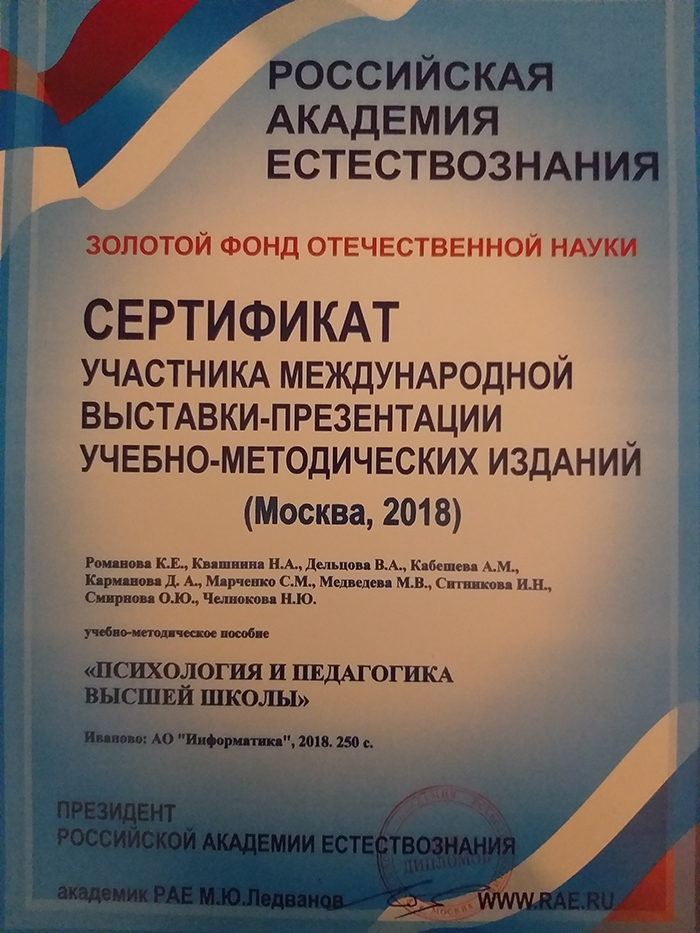 РОССИЙСКАЯ
АКАДЕМИЯ
ЕСТЕСТВОЗНАНИЯ
ЗОЛОТОЙ ФОНД ОТЕЧЕСТВЕННОЙ НАУКИ
СЕРТИФИКАТ
УЧАСТНИКА МЕЖДУНАРОДНОЙ
ВЫСТАВКИ-ПРЕЗЕНТАЦИИ
УЧЕБНО-МЕТОДИЧЕСКИХ ИЗДАНИЙ
(Москва, 2018)
Романова К.Е., Квашнина Н.А., Дельцова В.А., Кабешева А.М.,
Карманова Д. А., Марченко С.М., Медведева М.В., Ситникова И.Н.,
Смирнова О.Ю., Челнокова Н.Ю.
учебно-методическое пособие
«ПСИХОЛОГИЯ И ПЕДАГОГИКА
ВЫСШЕЙ ШКОЛЫ»
Иваново: АО "Информатика", 2018. 250 с.
ПРЕЗИДЕНТ
РОССИЙСКОЙ АКАДЕМИИ ЕСТЕСТВОЗНАНИЯ
ДИПЛОМОВ
академик РАЕ М.Ю.Ледванов
WWW.RAE.RU